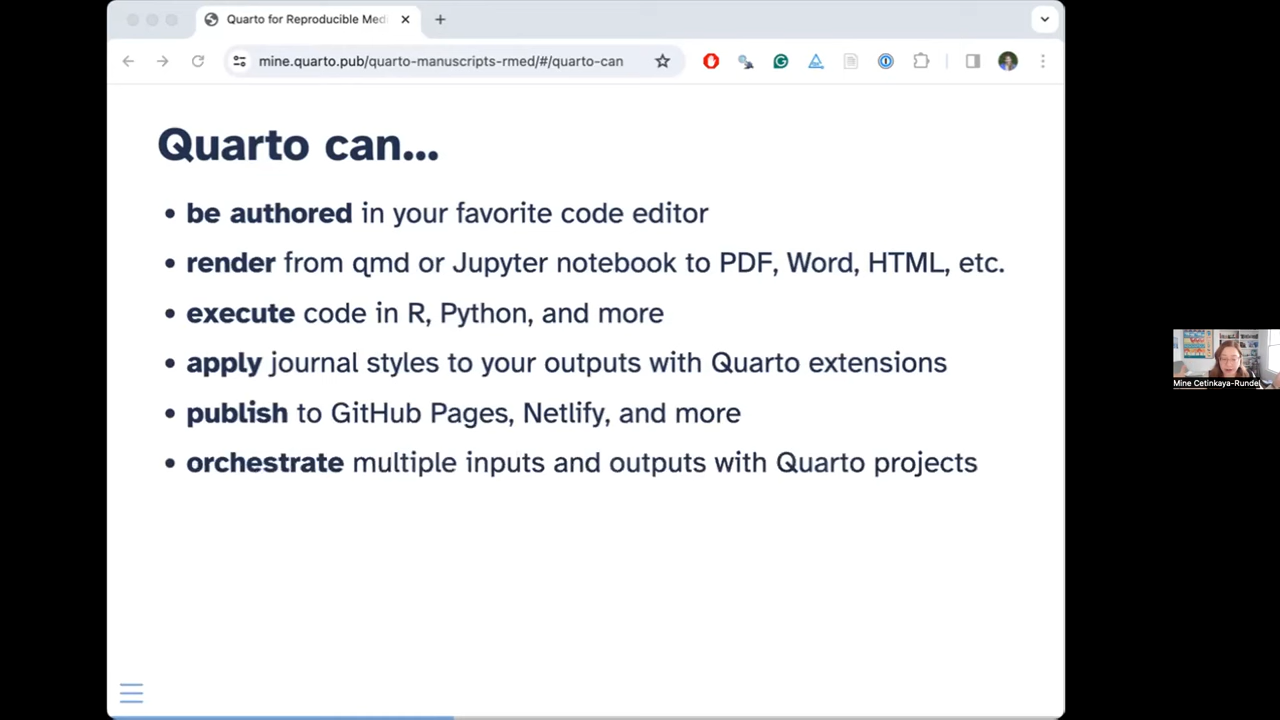 Quarto for Reproducible Med
mine.quarto.pub/quarto-manuscripts-rmed/#/quarto-can
Quarto can...
• be authored in your favorite code editor
• render from qmd or Jupyter notebook to PDF, Word, HTML, etc.
• execute code in R, Python, and more
• apply journal styles to your outputs with Quarto extensions
• publish to GitHub Pages, Netlify, and more
• orchestrate multiple inputs and outputs with Quarto projects
Mine Cetinkaya-Rundel